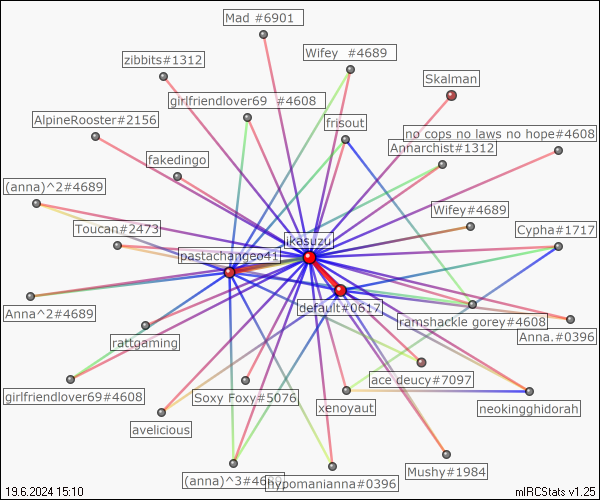 Mad #6901
Wifey #4689
zibbits#1312
Skalman
girlfriendlover69 #4608
AlpineRooster#2156
frisout
no cops no laws no hope#4608
Annarchist#1312
fakedingo
(anna)^2#4689
Wifey#4689
Toucan#2473
Cypha#1717
ikasuzu
pastachangeo41
default#0617
Anna^2#4689
ramshackle gorey#4608
Anna.#0396
rattgaming
ace deucy#7097
girlfriendlover69#4608
Soxy Foxy#5076
xenoyaut
neokingghidorah
avelicious
Mushy#1984
(anna)^3#4689
hypomanianna#0396
19.6.2024 15:10
mIRCStats v1.25